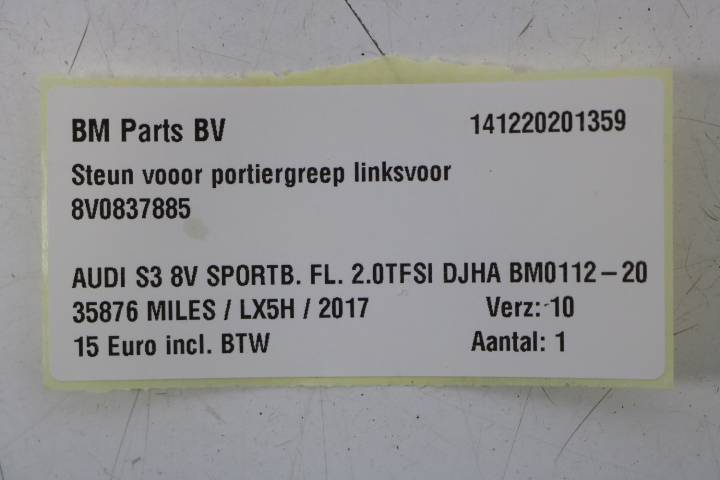 BM Parts BV 141220201359
Steun vooor portiergreep linksvoor
8V0837885
AUDI S3 8V SPORTB. FL. 2.0TFSI DJHA BM0112-20
35876 MILES / LX5H / 2017 Verz: 10
15 Euro incl. BTW Aantal: 1